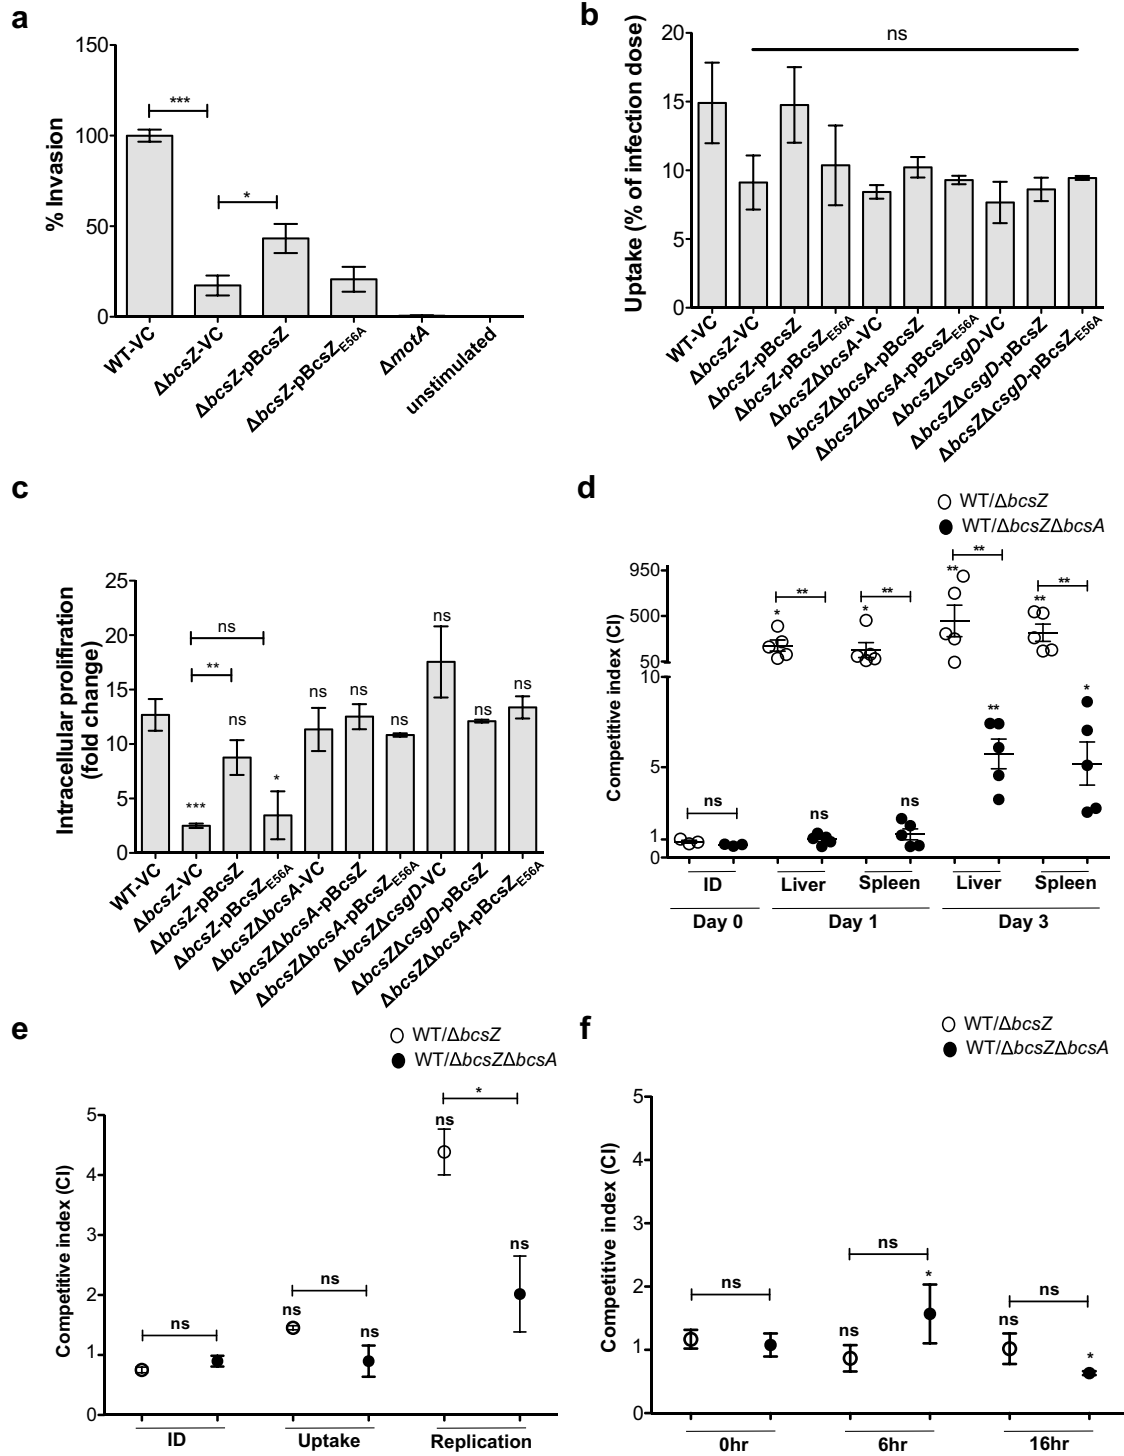 a
% Invasion
150
100
50
0
***
*
WT-VC
ΔbcsZ-VC
ΔbcsZ-pBcsZ
ΔbcsZ-pBcsZE56A
ΔmotA
unstimulated
b
Uptake (% of infection dose)
20
15
10
5
0
ns
WT-VC
ΔbcsZ-VC
ΔbcsZ-pBcsZ
ΔbcsZ-pBcsZE56A
ΔbcsZΔbcsA-VC
ΔbcsZΔbcsA-pBcsZ
ΔbcsZΔbcsA-pBcsZE56A
ΔbcsZΔcsgD-VC
ΔbcsZΔcsgD-pBcsZ
ΔbcsZΔcsgD-pBcsZE56A
c
Intracellular prolifiration
(fold change)
25
20
15
10
5
0
ns
**
***
ns
*
ns
ns
ns
ns
ns
ns
WT-VC
ΔbcsZ-VC
ΔbcsZ-pBcsZ
ΔbcsZ-pBcsZE56A
ΔbcsZΔbcsA-VC
ΔbcsZΔbcsA-pBcsZ
ΔbcsZΔbcsA-pBcsZE56A
ΔbcsZΔcsgD-VC
ΔbcsZΔcsgD-pBcsZ
ΔbcsZΔbcsA-pBcsZE56A
d
WT/ΔbcsZ
WT/ΔbcsZΔbcsA
Competitive index (CI)
950
500
50
10
5
1
0
ns
**
*
ns
**
*
ns
**
**
**
**
**
*
ID
Liver
Spleen
Liver
Spleen
Day 0
Day 1
Day 3
e
WT/ΔbcsZ
WT/ΔbcsZΔbcsA
Competitive index (CI)
5
4
3
2
1
0
ns
ns
ns
ns
*
ns
ns
ID
Uptake
Replication
f
WT/ΔbcsZ
WT/ΔbcsZΔbcsA
Competitive index (CI)
5
4
3
2
1
0
ns
ns
ns
*
ns
ns
*
0hr
6hr
16hr